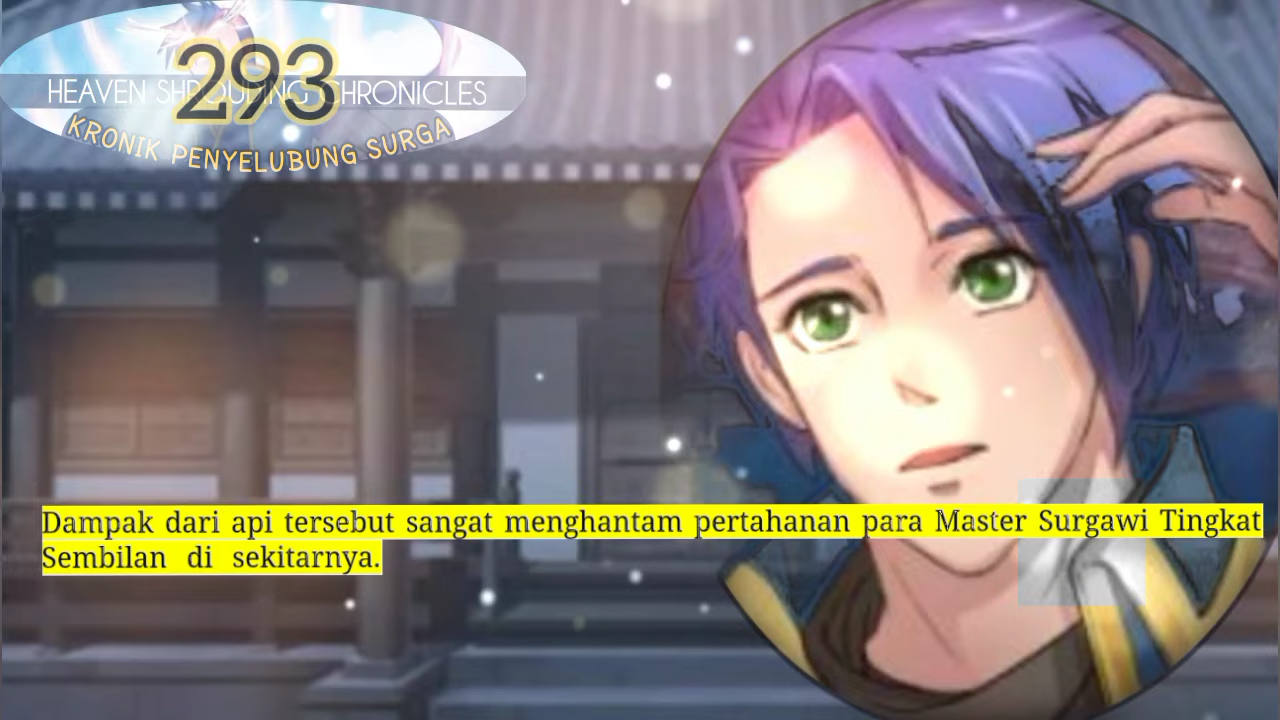 293
HEAVEN SHROUDING CHRONICLES
KRONIK PENYELUBUNG SURGA
Dampak dari api tersebut sangat menghantam pertahanan para Master Surgawi Tingkat
Sembilan di sekitarnya.